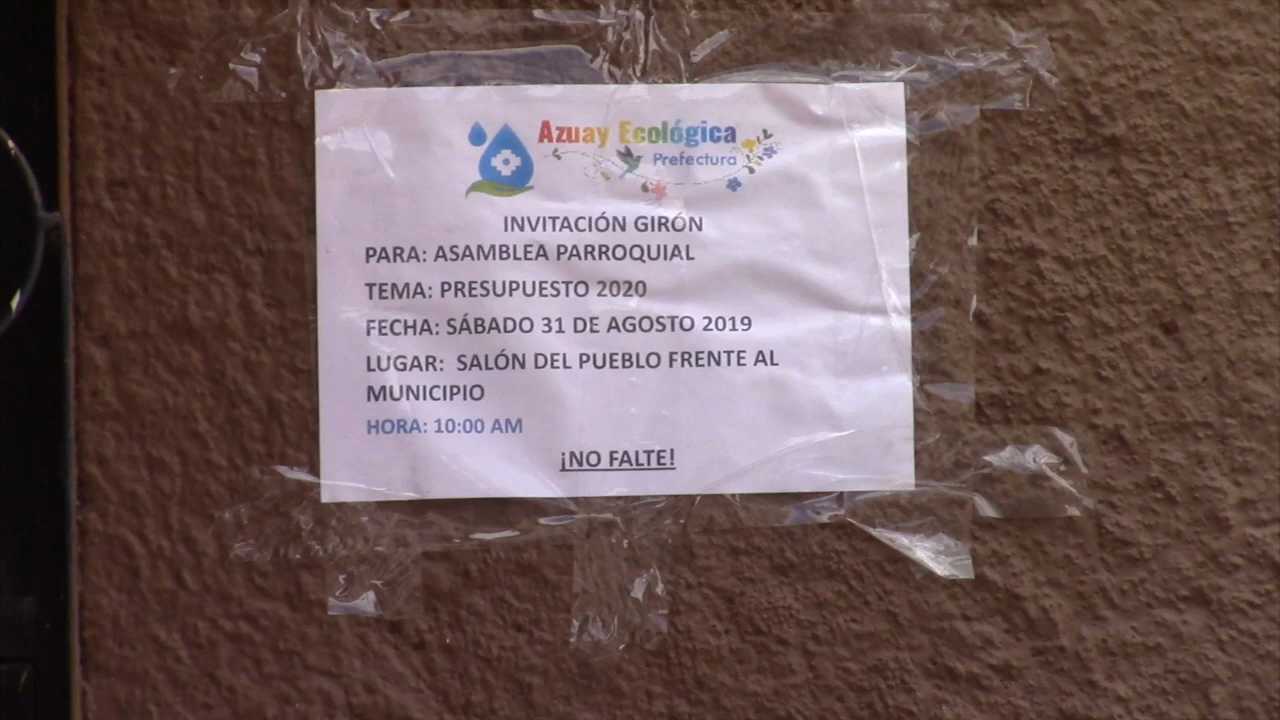 Azuay Ecológica
Prefectura
INVITACIÓN GIRÓN
PARA: ASAMBLEA PARROQUIAL
TEMA: PRESUPUESTO 2020
FECHA: SÁBADO 31 DE AGOSTO 2019
LUGAR: SALÓN DEL PUEBLO FRENTE AL
MUNICIPIO
HORA: 10:00 AM
¡NO FALTE!